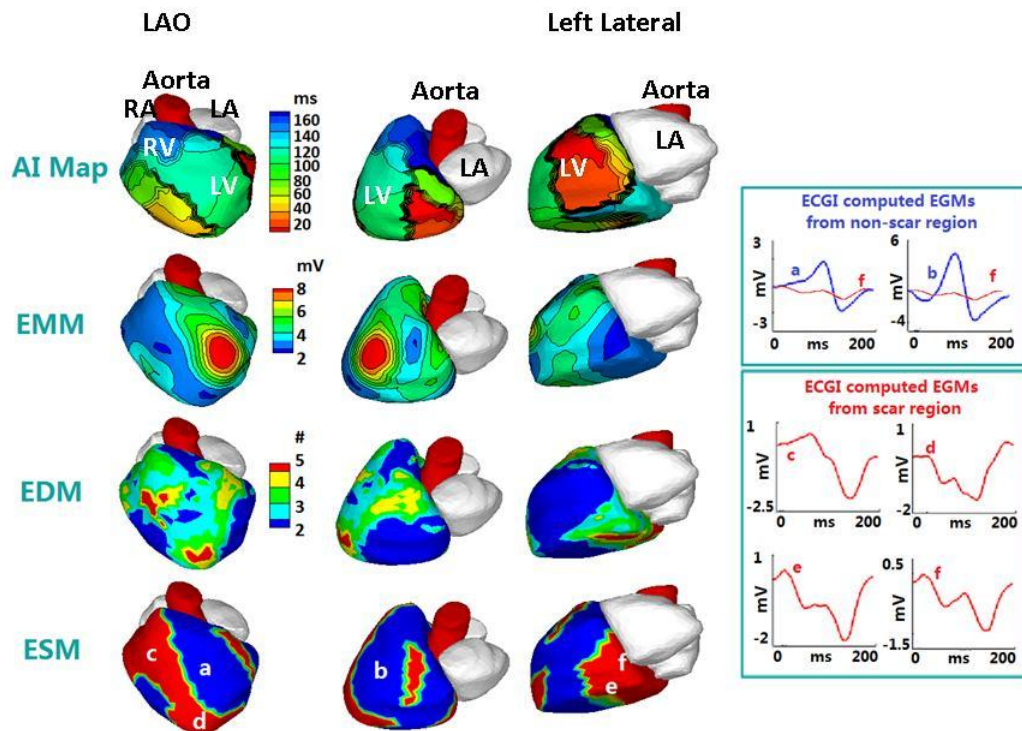 LAO
Left Lateral
Aorta
RA
LA
ms
160
140
120
100
80
60
40
20
RV
LV
AI Map
Aorta
LA
LV
Aorta
LA
LV
EMM
mV
8
6
4
2
EDM
#
5
4
3
2
ESM
c
a
d
b
f
e
ECGI computed EGMs
from non-scar region
3
mV
-3
a
f
0
ms
200
6
mV
-4
b
f
0
ms
200
ECGI computed EGMs
from scar region
1
mV
-2.5
c
0
ms
200
1
mV
-2
d
0
ms
200
1
mV
-2
e
0
ms
200
0.5
mV
-1.5
f
0
ms
200